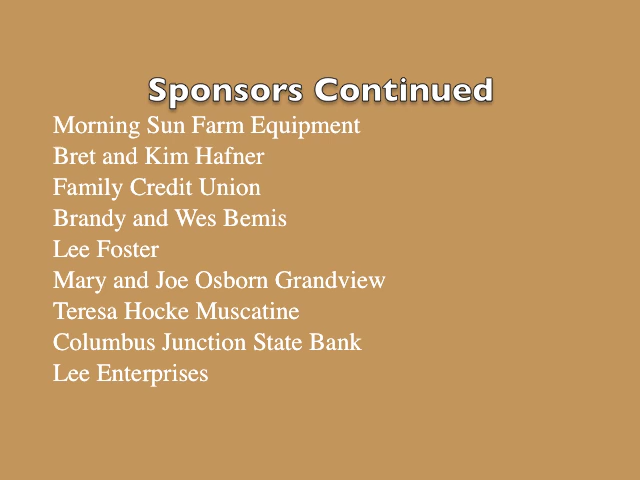 Sponsors Continued
Morning Sun Farm Equipment
Bret and Kim Hafner
Family Credit Union
Brandy and Wes Bemis
Lee Foster
Mary and Joe Osborn Grandview
Teresa Hocke Muscatine
Columbus Junction State Bank
Lee Enterprises